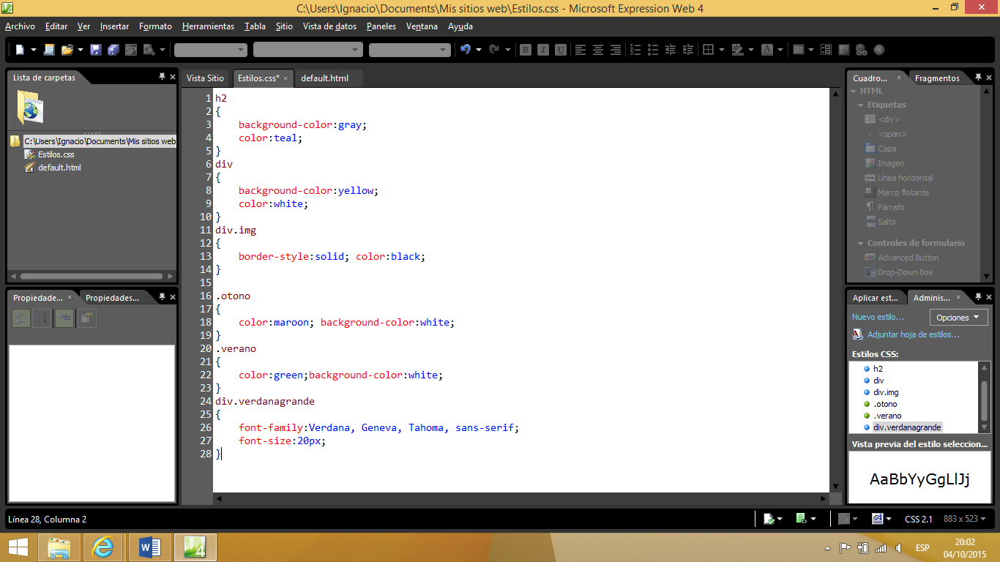 C:\Users\Ignacio\Documents\Mis sitios web\Estilos.css - Microsoft Expression Web 4
Archivo Editar Ver Insertar Formato Herramientas Tabla Sitio Vista de datos Paneles Ventana Ayuda
Lista de carpetas
C:\Users\Ignacio\Documents\Mis sitios web
Estilos.css
default.html
Propiedade...
Propiedades...
Vista Sitio Estilos.css* default.html
1 h2
2 {
3 background-color:gray;
4 color:teal;
5 }
6 div
7 {
8 background-color:yellow;
9 color:white;
10 }
11 div.img
12 {
13 border-style:solid; color:black;
14 }
15
16 .otono
17 {
18 color:maroon; background-color:white;
19 }
20 .verano
21 {
22 color:green;background-color:white;
23 }
24 div.verdanagrande
25 {
26 font-family:Verdana, Geneva, Tahoma, sans-serif;
27 font-size:20px;
28 }
Cuadro... Fragmentos
HTML
Etiquetas
<div>
<span>
Capa
Imagen
Línea horizontal
Marco flotante
Párrafo
Salto
Controles de formulario
Advanced Button
Drop-Down Box
Aplicar est... Adminis...
Nuevo estilo... Opciones
Adjuntar hoja de estilos...
Estilos CSS:
h2
div
div.img
.otono
.verano
div.verdanagrande
Vista previa del estilo seleccion...
AaBbYyGgLlJj
Línea 28, Columna 2
CSS 2.1 883 x 523
ESP
20:02
04/10/2015